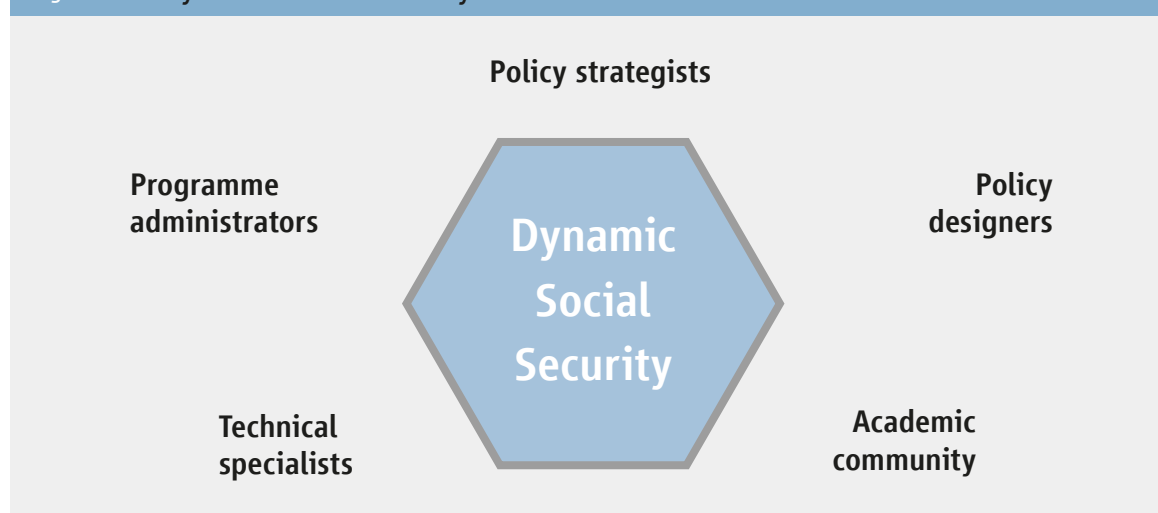 Policy strategists
Programme
administrators
Policy
designers
Dynamic
Social
Security
Technical
specialists
Academic
community